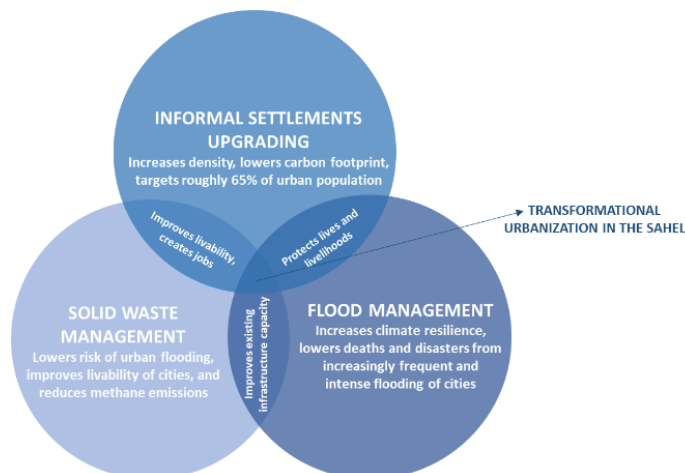 INFORMAL SETTLEMENTS
UPGRADING
Increases density, lowers carbon footprint,
targets roughly 65% of urban population
Improves livability,
creates jobs
Protects lives and
livelihoods
TRANSFORMATIONAL
URBANIZATION IN THE SAHEL
SOLID WASTE
MANAGEMENT
Lowers risk of urban flooding,
improves livability of cities, and
reduces methane emissions
Improves existing
infrastructure capacity
FLOOD MANAGEMENT
Increases climate resilience,
lowers deaths and disasters from
increasingly frequent and
intense flooding of cities